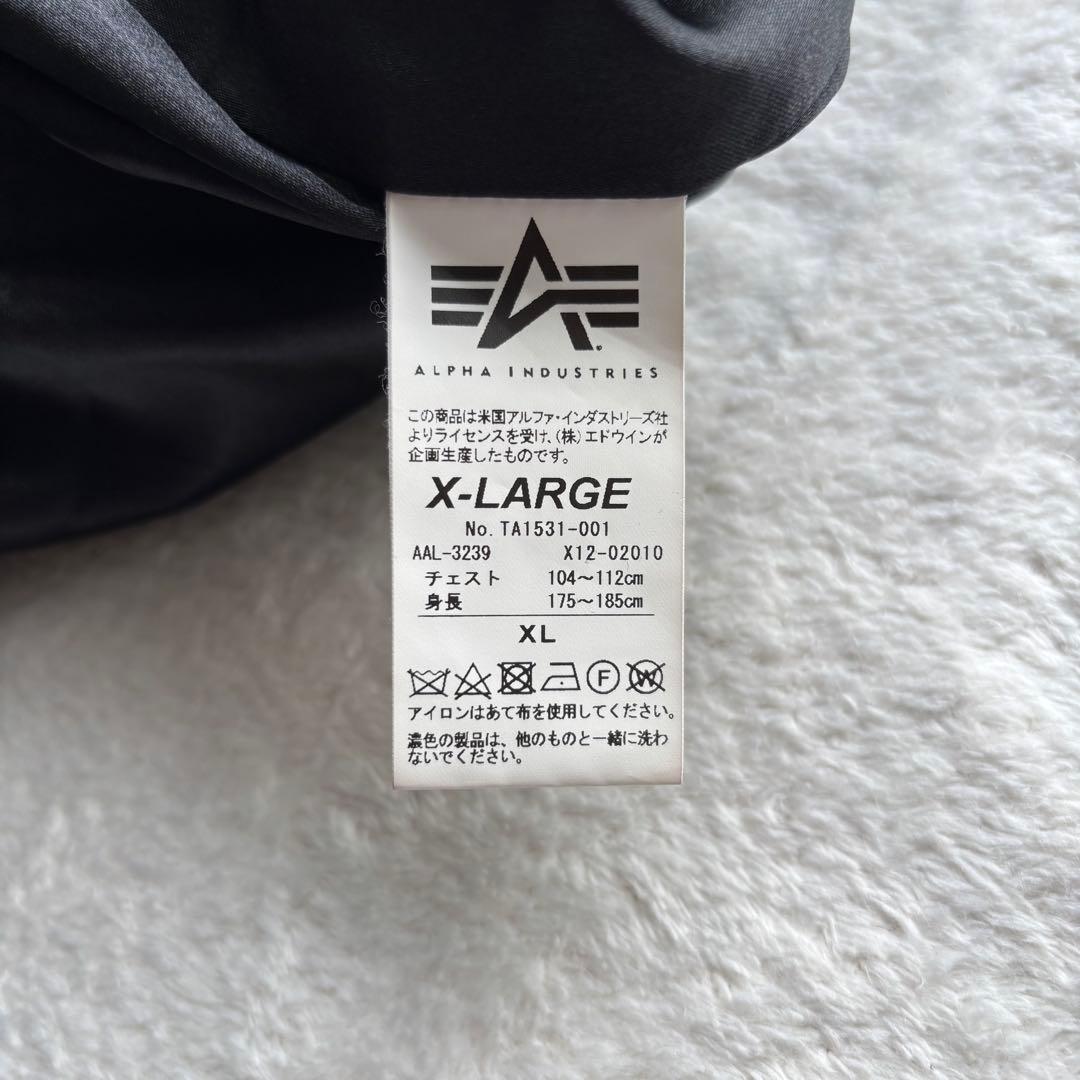 ALPHA INDUSTRIES
この商品は米国アルファ・インダストリーズ社
よりライセンスを受け、(株)エドウインが
企画生産したものです。
X-LARGE
No. TA1531-001
AAL-3239 X12-02010
チェスト 104～112cm
身長 175～185cm
XL
F W
アイロンはあて布を使用してください。
濃色の製品は、他のものと一緒に洗わ
ないでください。